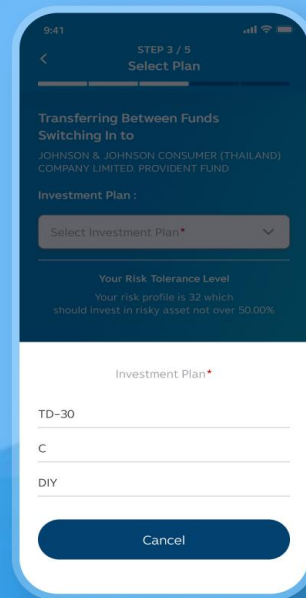 9:41
STEP 3 / 5
Select Plan
Transferring Between Funds
Switching In to
JOHNSON & JOHNSON CONSUMER (THAILAND)
COMPANY LIMITED. PROVIDENT FUND
Investment Plan :
Select Investment Plan*
Your Risk Tolerance Level
Your risk profile is 32 which
should invest in risky asset not over 50.00%
Investment Plan*
TD-30
C
DIY
Cancel